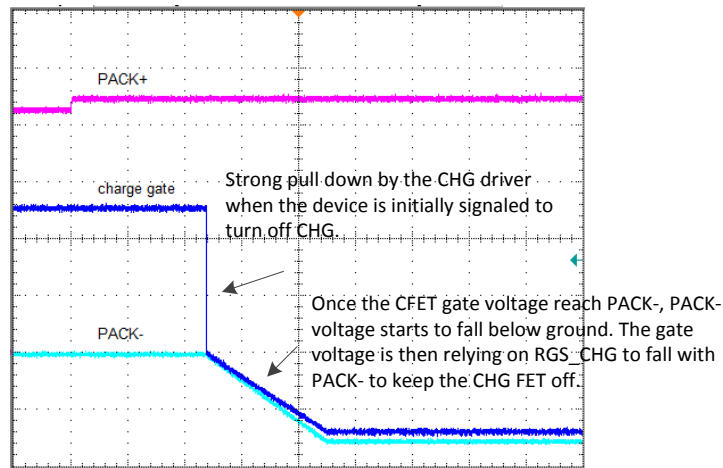 PACK+
charge gate
Strong pull down by the CHG driver
when the device is initially signaled to
turn off CHG.
Once the CFET gate voltage reach PACK-, PACK-
voltage starts to fall below ground. The gate
voltage is then relying on RGS_CHG to fall with
PACK- to keep the CHG FET off.
PACK-